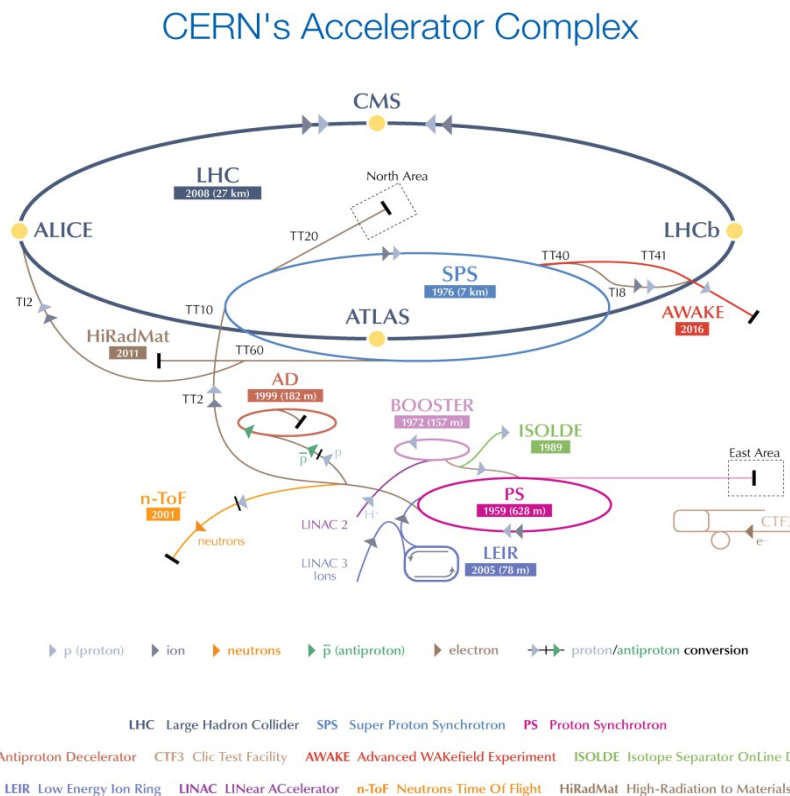 CERN's Accelerator Complex
CMS
LHC
2008 (27 km)
North Area
ALICE
LHCb
TT20
TT40
TT41
SPS
1976 (7 km)
TI2
TT10
TI8
ATLAS
AWAKE
2016
HiRadMat
2011
TT60
AD
1999 (182 m)
TT2
BOOSTER
1972 (157 m)
ISOLDE
1989
p̅
p
East Area
n-ToF
2001
PS
1959 (628 m)
LINAC 2
H⁻
CTF3
neutrons
e⁻
LEIR
2005 (78 m)
LINAC 3
Ions
p (proton) ion neutrons p̅ (antiproton) electron proton/antiproton conversion
LHC Large Hadron Collider SPS Super Proton Synchrotron PS Proton Synchrotron
Antiproton Decelerator CTF3 Clic Test Facility AWAKE Advanced WAKefield Experiment ISOLDE Isotope Separator OnLine
LEIR Low Energy Ion Ring LINAC LINear ACcelerator n-ToF Neutrons Time Of Flight HiRadMat High-Radiation to Materials